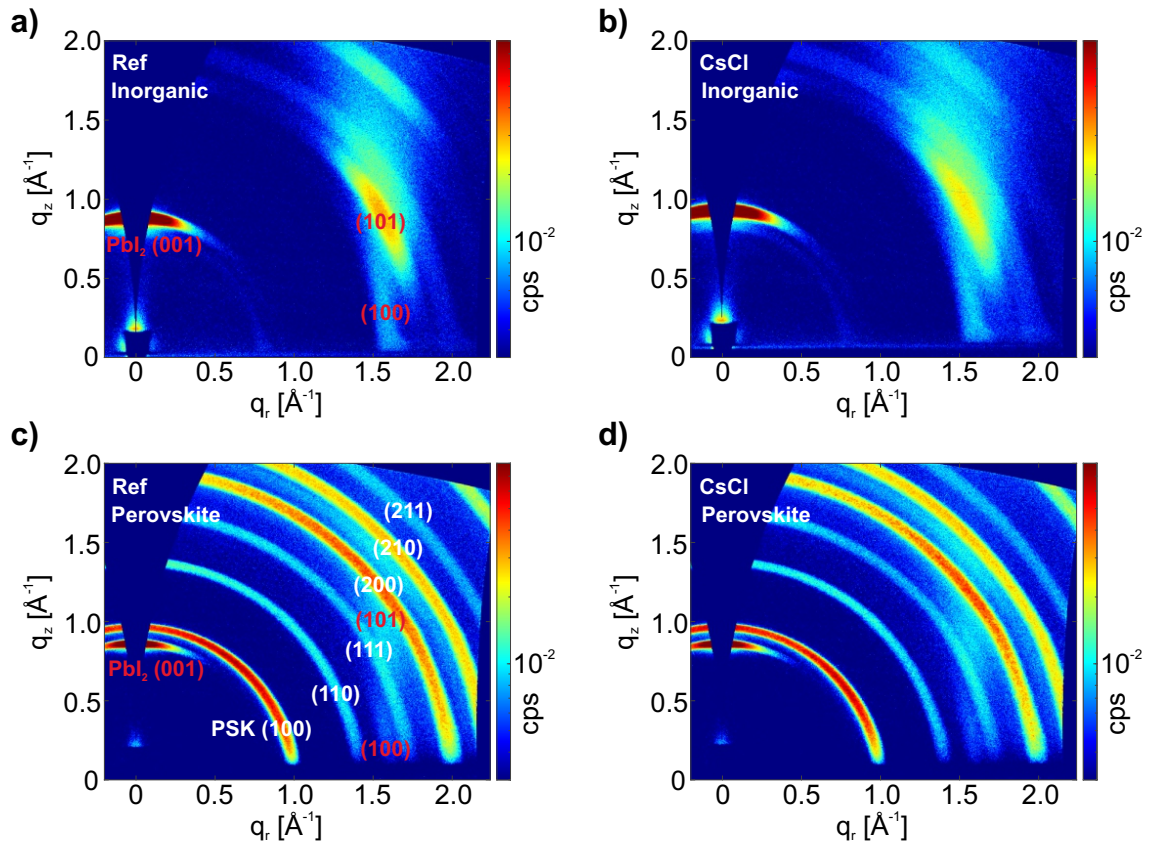 a)
Ref
Inorganic
2.0
1.5
1.0
0.5
0
q_z [Å⁻¹]
PbI₂ (001)
(101)
(100)
0
0.5
1.0
1.5
2.0
q_r [Å⁻¹]
10⁻²
cps
b)
CsCl
Inorganic
2.0
1.5
1.0
0.5
0
q_z [Å⁻¹]
0
0.5
1.0
1.5
2.0
q_r [Å⁻¹]
10⁻²
cps
c)
Ref
Perovskite
2.0
1.5
1.0
0.5
0
q_z [Å⁻¹]
(211)
(210)
(200)
(101)
(111)
PbI₂ (001)
(110)
PSK (100)
(100)
0
0.5
1.0
1.5
2.0
q_r [Å⁻¹]
10⁻²
cps
d)
CsCl
Perovskite
2.0
1.5
1.0
0.5
0
q_z [Å⁻¹]
0
0.5
1.0
1.5
2.0
q_r [Å⁻¹]
10⁻²
cps